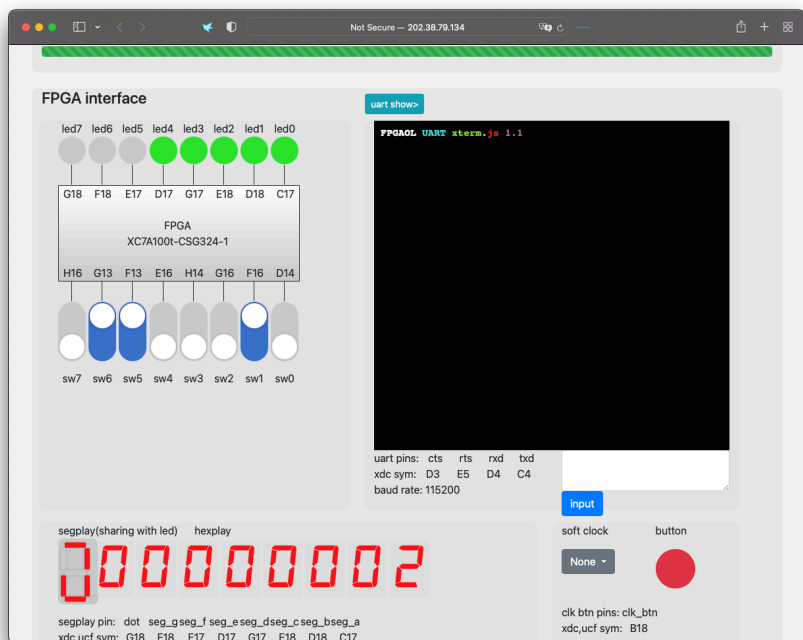 Not Secure — 202.38.79.134
FPGA interface
uart show>
led7 led6 led5 led4 led3 led2 led1 led0
FPGAOL UART xterm.js 1.1
G18 F18 E17 D17 G17 E18 D18 C17
FPGA
XC7A100t-CSG324-1
H16 G13 F13 E16 H14 G16 F16 D14
sw7 sw6 sw5 sw4 sw3 sw2 sw1 sw0
uart pins: cts rts rxd txd
xdc sym: D3 E5 D4 C4
baud rate: 115200
input
segplay(sharing with led) hexplay
soft clock button
00000002
None
clk btn pins: clk_btn
xdc,ucf sym: B18
segplay pin: dot seg_g seg_f seg_e seg_d seg_c seg_b seg_a
xdc,ucf sym: G18 F18 E17 D17 G17 E18 D18 C17